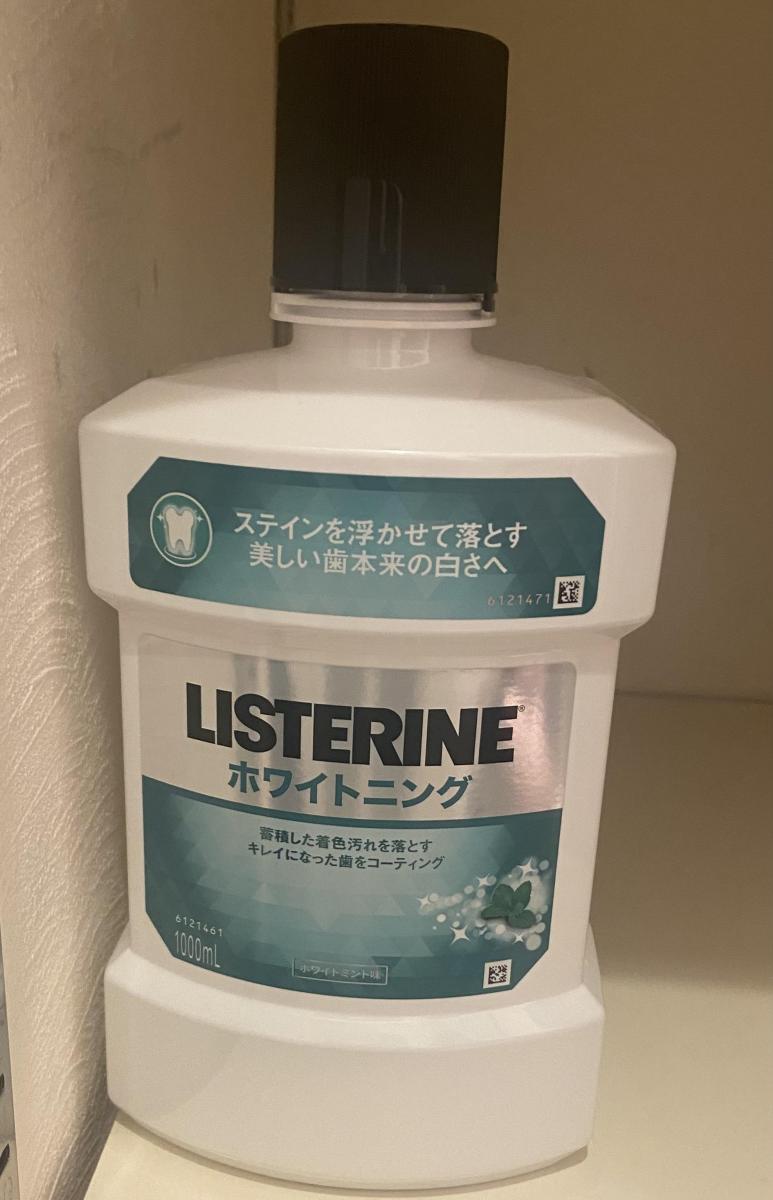 ステインを浮かせて落とす
美しい歯本来の白さへ
6121471
LISTERINE®
ホワイトニング
蓄積した着色汚れを落とす
キレイになった歯をコーティング
6121461
1000mL
ホワイトミント味